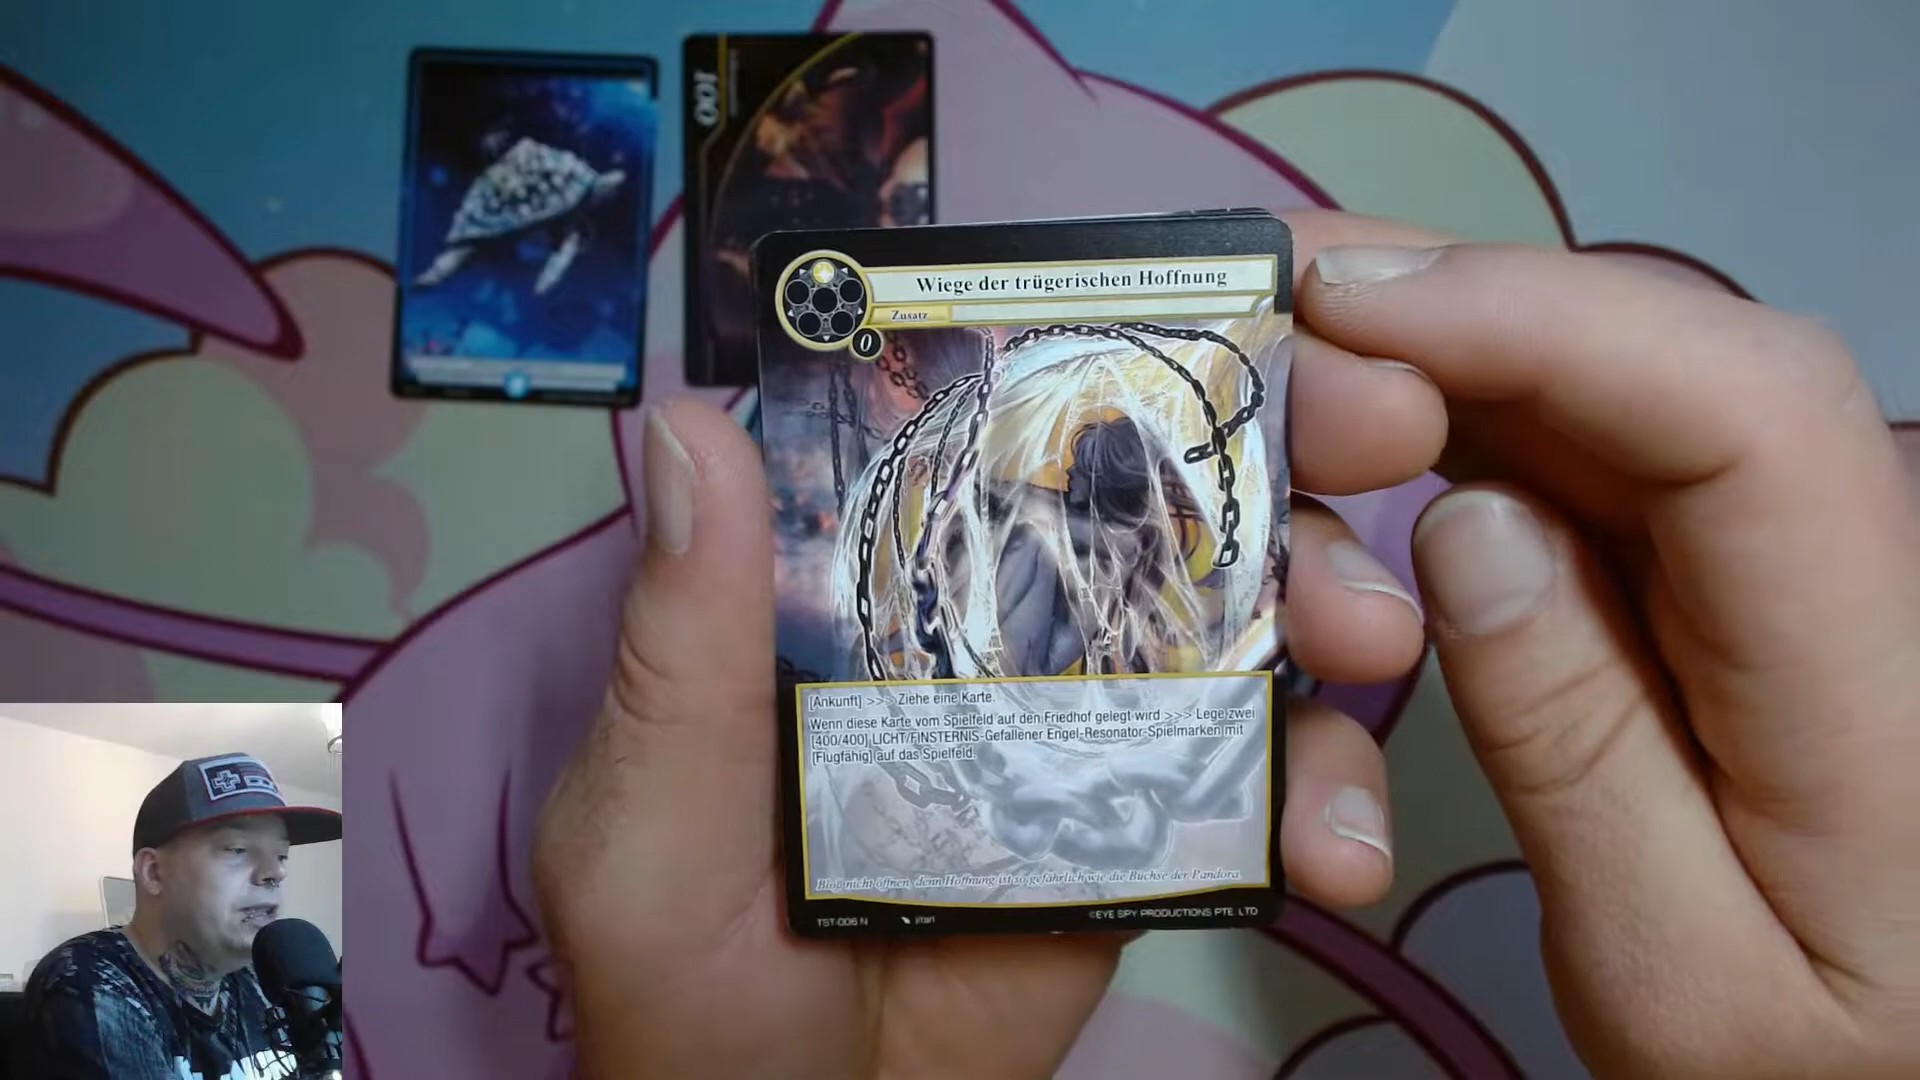 100
Wiege der trügerischen Hoffnung
Zusatz
0
[Ankunft] >>> Ziehe eine Karte.
Wenn diese Karte vom Spielfeld auf den Friedhof gelegt wird >>> Lege zwei
[400/400] LICHT/FINSTERNIS-Gefallener Engel-Resonator-Spielmarken mit
[Flugfähig] auf das Spielfeld.
Bloß nicht öffnen, denn Hoffnung ist so gefährlich wie die Büchse der Pandora.
TST-006 N
jitari
©EYE SPY PRODUCTIONS PTE. LTD